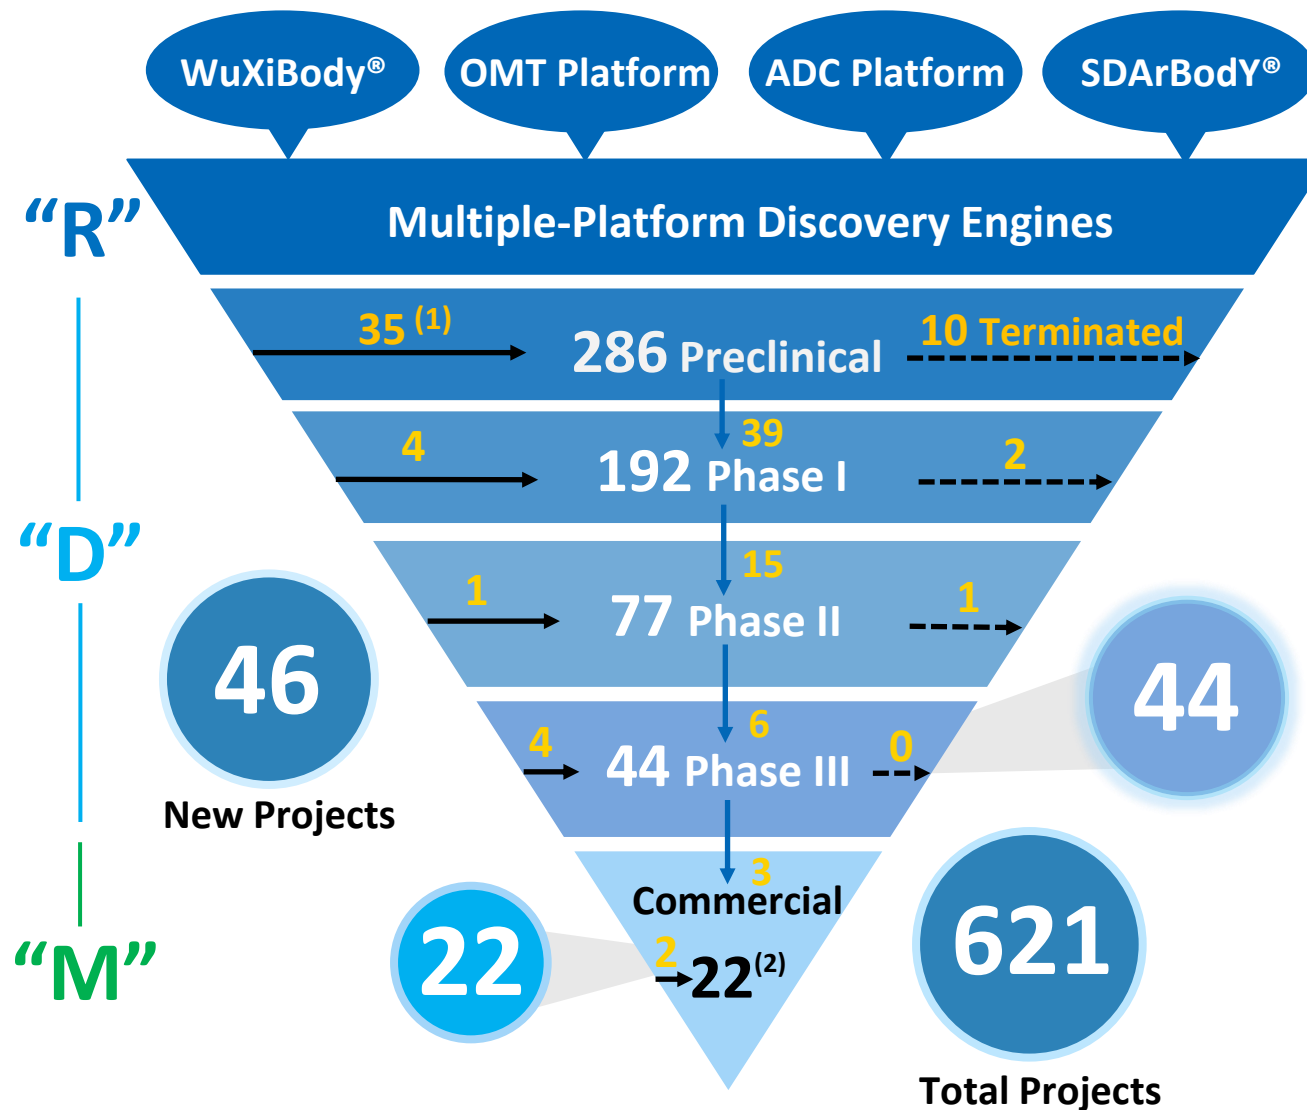 WuXiBody®
OMT Platform
ADC Platform
SDArBodY®
“R”
Multiple-Platform Discovery Engines
35 (1)
286 Preclinical
10 Terminated
39
4
192 Phase I
2
“D”
15
1
77 Phase II
1
46
New Projects
44
6
4
44 Phase III
0
3
Commercial
22
2
22(2)
“M”
621
Total Projects